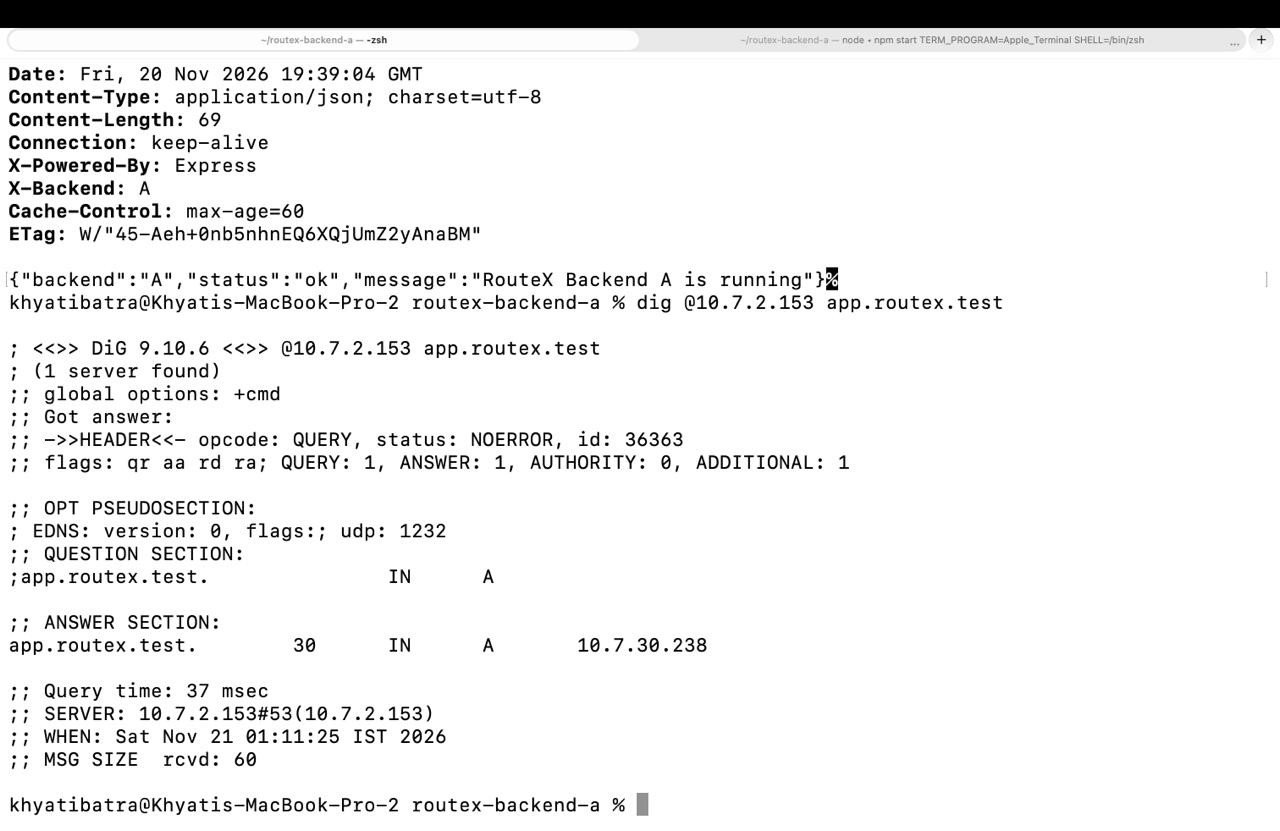 ~/routex-backend-a — -zsh
~/routex-backend-a — node • npm start TERM_PROGRAM=Apple_Terminal SHELL=/bin/zsh
... +
Date: Fri, 20 Nov 2026 19:39:04 GMT
Content-Type: application/json; charset=utf-8
Content-Length: 69
Connection: keep-alive
X-Powered-By: Express
X-Backend: A
Cache-Control: max-age=60
ETag: W/"45-Aeh+0nb5nhnEQ6XQjUmZ2yAnaBM"
{"backend":"A","status":"ok","message":"RouteX Backend A is running"}%
khyatibatra@Khyatis-MacBook-Pro-2 routex-backend-a % dig @10.7.2.153 app.routex.test
; <<>> DiG 9.10.6 <<>> @10.7.2.153 app.routex.test
; (1 server found)
;; global options: +cmd
;; Got answer:
;; ->>HEADER<<- opcode: QUERY, status: NOERROR, id: 36363
;; flags: qr aa rd ra; QUERY: 1, ANSWER: 1, AUTHORITY: 0, ADDITIONAL: 1
;; OPT PSEUDOSECTION:
; EDNS: version: 0, flags:; udp: 1232
;; QUESTION SECTION:
;app.routex.test. IN A
;; ANSWER SECTION:
app.routex.test. 30 IN A 10.7.30.238
;; Query time: 37 msec
;; SERVER: 10.7.2.153#53(10.7.2.153)
;; WHEN: Sat Nov 21 01:11:25 IST 2026
;; MSG SIZE rcvd: 60
khyatibatra@Khyatis-MacBook-Pro-2 routex-backend-a %